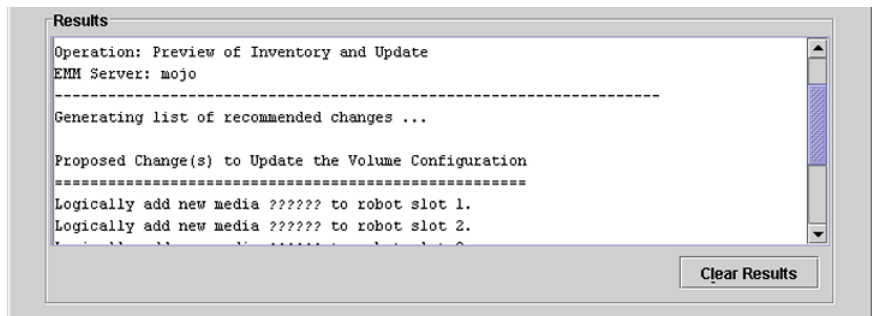 Results
Operation: Preview of Inventory and Update
EMM Server: mojo
--------------------------------------------------------------------
Generating list of recommended changes ...
Proposed Change(s) to Update the Volume Configuration
=====================================================
Logically add new media ?????? to robot slot 1.
Logically add new media ?????? to robot slot 2.
Clear Results